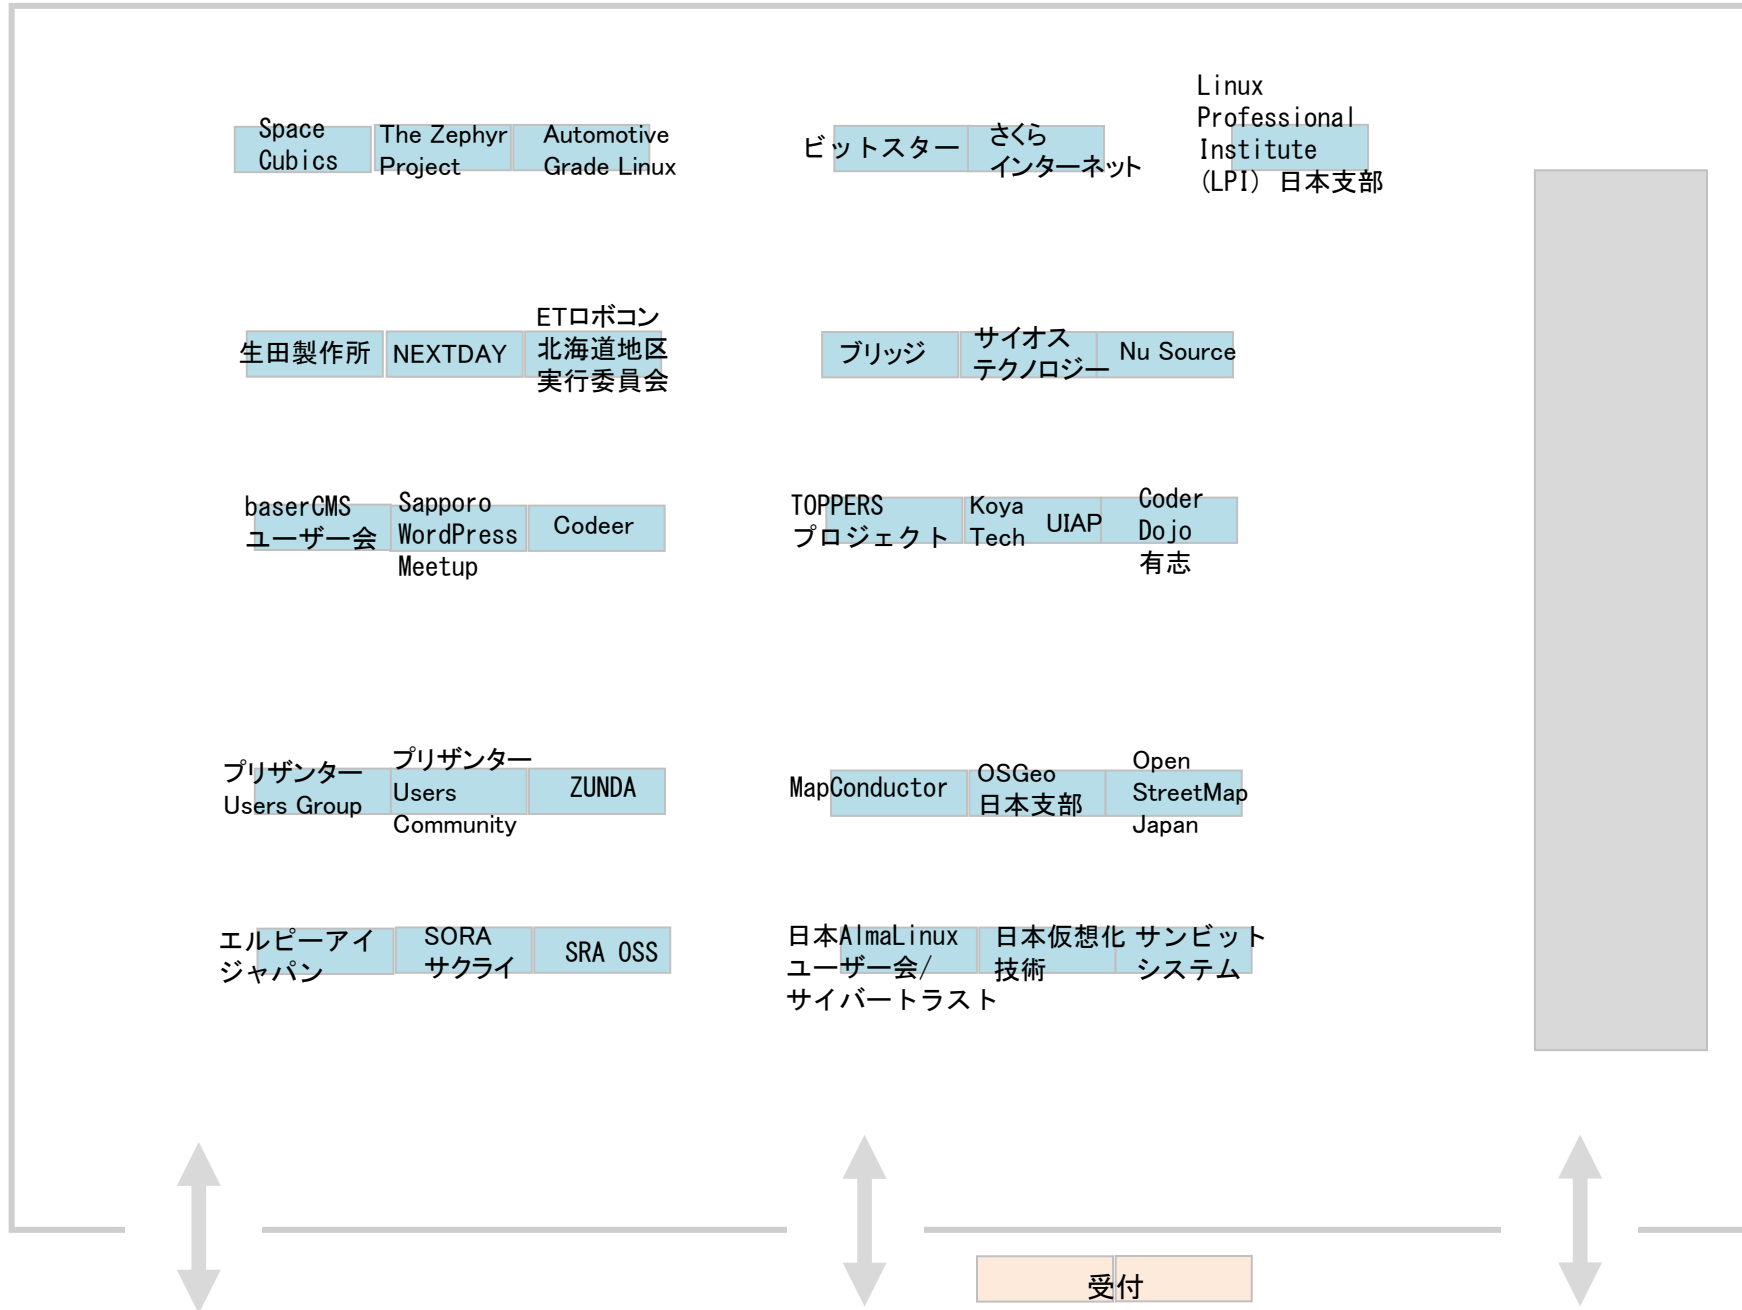 Space
Cubics
The Zephyr
Project
Automotive
Grade Linux
ビットスター
さくら
インターネット
Linux
Professional
Institute
(LPI) 日本支部
生田製作所
NEXTDAY
ETロボコン
北海道地区
実行委員会
ブリッジ
サイオス
テクノロジー
Nu Source
baserCMS
ユーザー会
Sapporo
WordPress
Meetup
Codeer
TOPPERS
プロジェクト
Koya
Tech
UIAP
Coder
Dojo
有志
プリザンター
Users Group
プリザンター
Users
Community
ZUNDA
MapConductor
OSGeo
日本支部
Open
StreetMap
Japan
エルピーアイ
ジャパン
SORA
サクライ
SRA OSS
日本AlmaLinux
ユーザー会/
サイバートラスト
日本仮想化
技術
サンビット
システム
受付